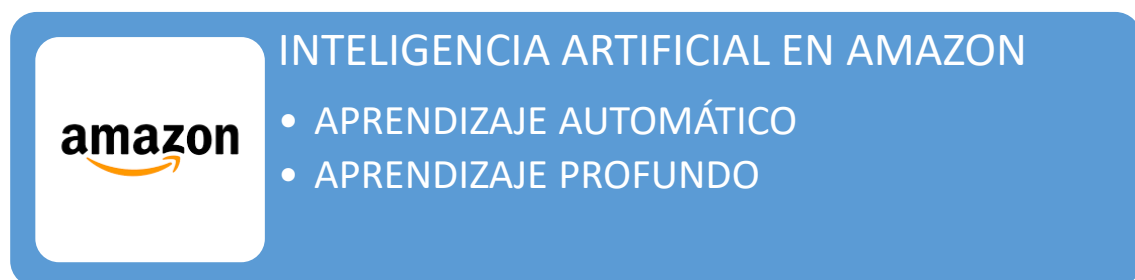 amazon
INTELIGENCIA ARTIFICIAL EN AMAZON
• APRENDIZAJE AUTOMÁTICO
• APRENDIZAJE PROFUNDO